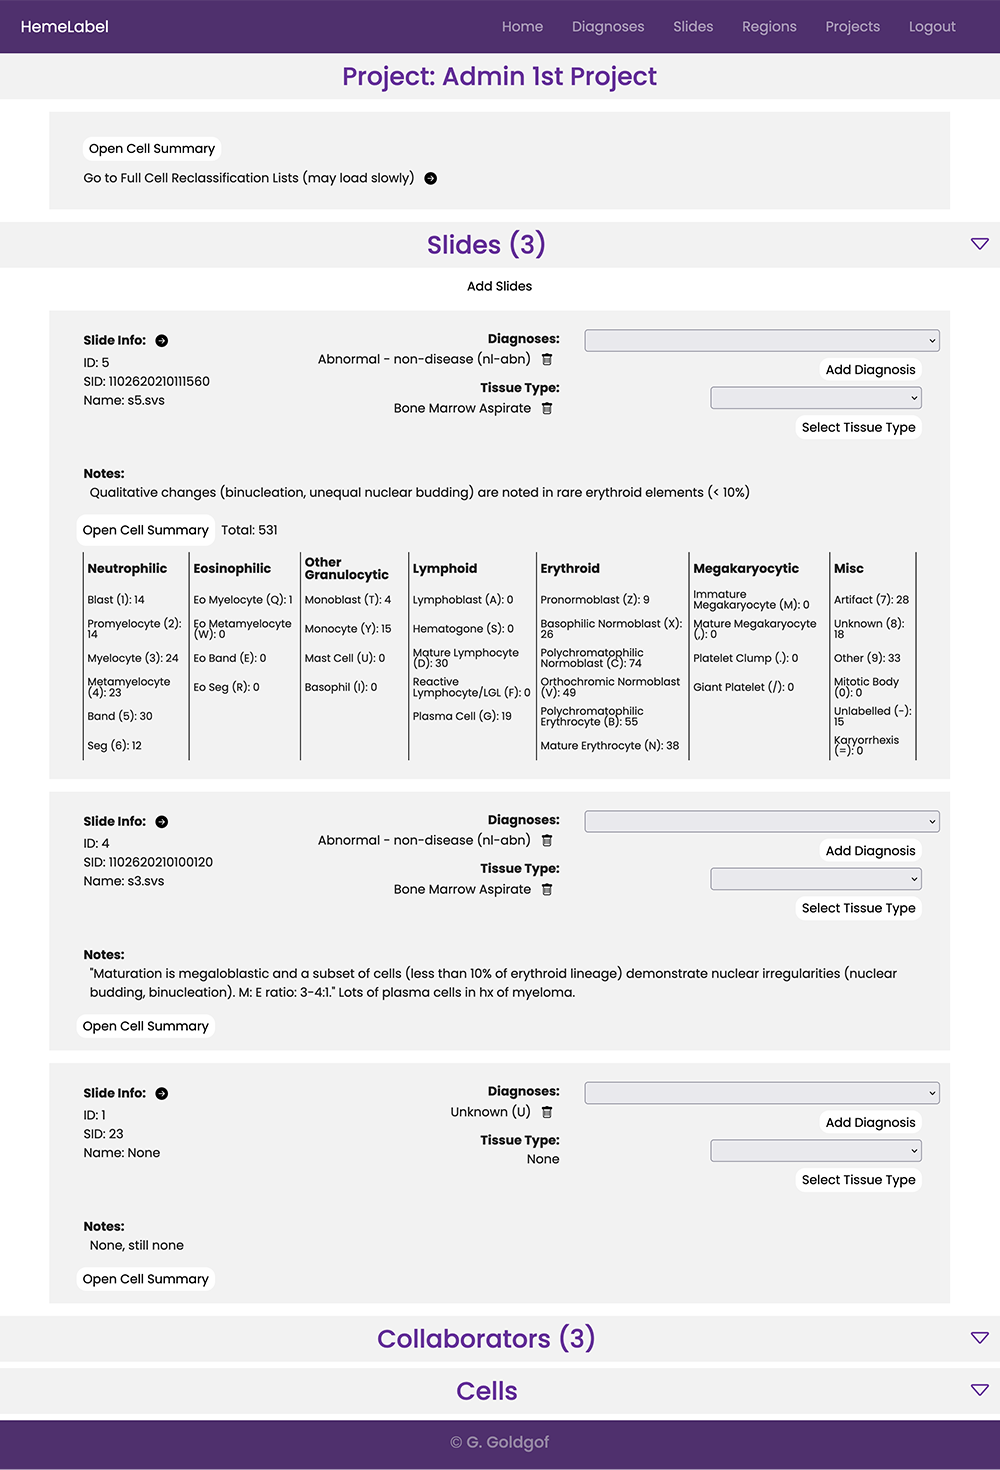 HemeLabel
Home Diagnoses Slides Regions Projects Logout
Project: Admin 1st Project
Open Cell Summary
Go to Full Cell Reclassification Lists (may load slowly)
Slides (3)
Add Slides
Slide Info:
ID: 5
SID: 1102620210111560
Name: s5.svs
Diagnoses:
Abnormal - non-disease (nl-abn)
Tissue Type:
Bone Marrow Aspirate
Add Diagnosis
Select Tissue Type
Notes:
Qualitative changes (binucleation, unequal nuclear budding) are noted in rare erythroid elements (< 10%)
Open Cell Summary Total: 531
Neutrophilic
Blast (1): 14
Promyelocyte (2):
14
Myelocyte (3): 24
Metamyelocyte
(4): 23
Band (5): 30
Seg (6): 12
Eosinophilic
Eo Myelocyte (Q): 1
Eo Metamyelocyte
(W): 0
Eo Band (E): 0
Eo Seg (R): 0
Other
Granulocytic
Monoblast (T): 4
Monocyte (Y): 15
Mast Cell (U): 0
Basophil (I): 0
Lymphoid
Lymphoblast (A): 0
Hematogone (S): 0
Mature Lymphocyte
(D): 30
Reactive
Lymphocyte/LGL (F): 0
Plasma Cell (G): 19
Erythroid
Pronormoblast (Z): 9
Basophilic Normoblast (X):
26
Polychromatophilic
Normoblast (C): 74
Orthochromic Normoblast
(V): 49
Polychromatophilic
Erythrocyte (B): 55
Mature Erythrocyte (N): 38
Megakaryocytic
Immature
Megakaryocyte (M): 0
Mature Megakaryocyte
(,): 0
Platelet Clump (.): 0
Giant Platelet (/): 0
Misc
Artifact (7): 28
Unknown (8):
18
Other (9): 33
Mitotic Body
(0): 0
Unlabelled (-):
15
Karyorrhexis
(=): 0
Slide Info:
ID: 4
SID: 1102620210100120
Name: s3.svs
Diagnoses:
Abnormal - non-disease (nl-abn)
Tissue Type:
Bone Marrow Aspirate
Add Diagnosis
Select Tissue Type
Notes:
"Maturation is megaloblastic and a subset of cells (less than 10% of erythroid lineage) demonstrate nuclear irregularities (nuclear
budding, binucleation). M: E ratio: 3-4:1." Lots of plasma cells in hx of myeloma.
Open Cell Summary
Slide Info:
ID: 1
SID: 23
Name: None
Diagnoses:
Unknown (U)
Tissue Type:
None
Add Diagnosis
Select Tissue Type
Notes:
None, still none
Open Cell Summary
Collaborators (3)
Cells
© G. Goldgof